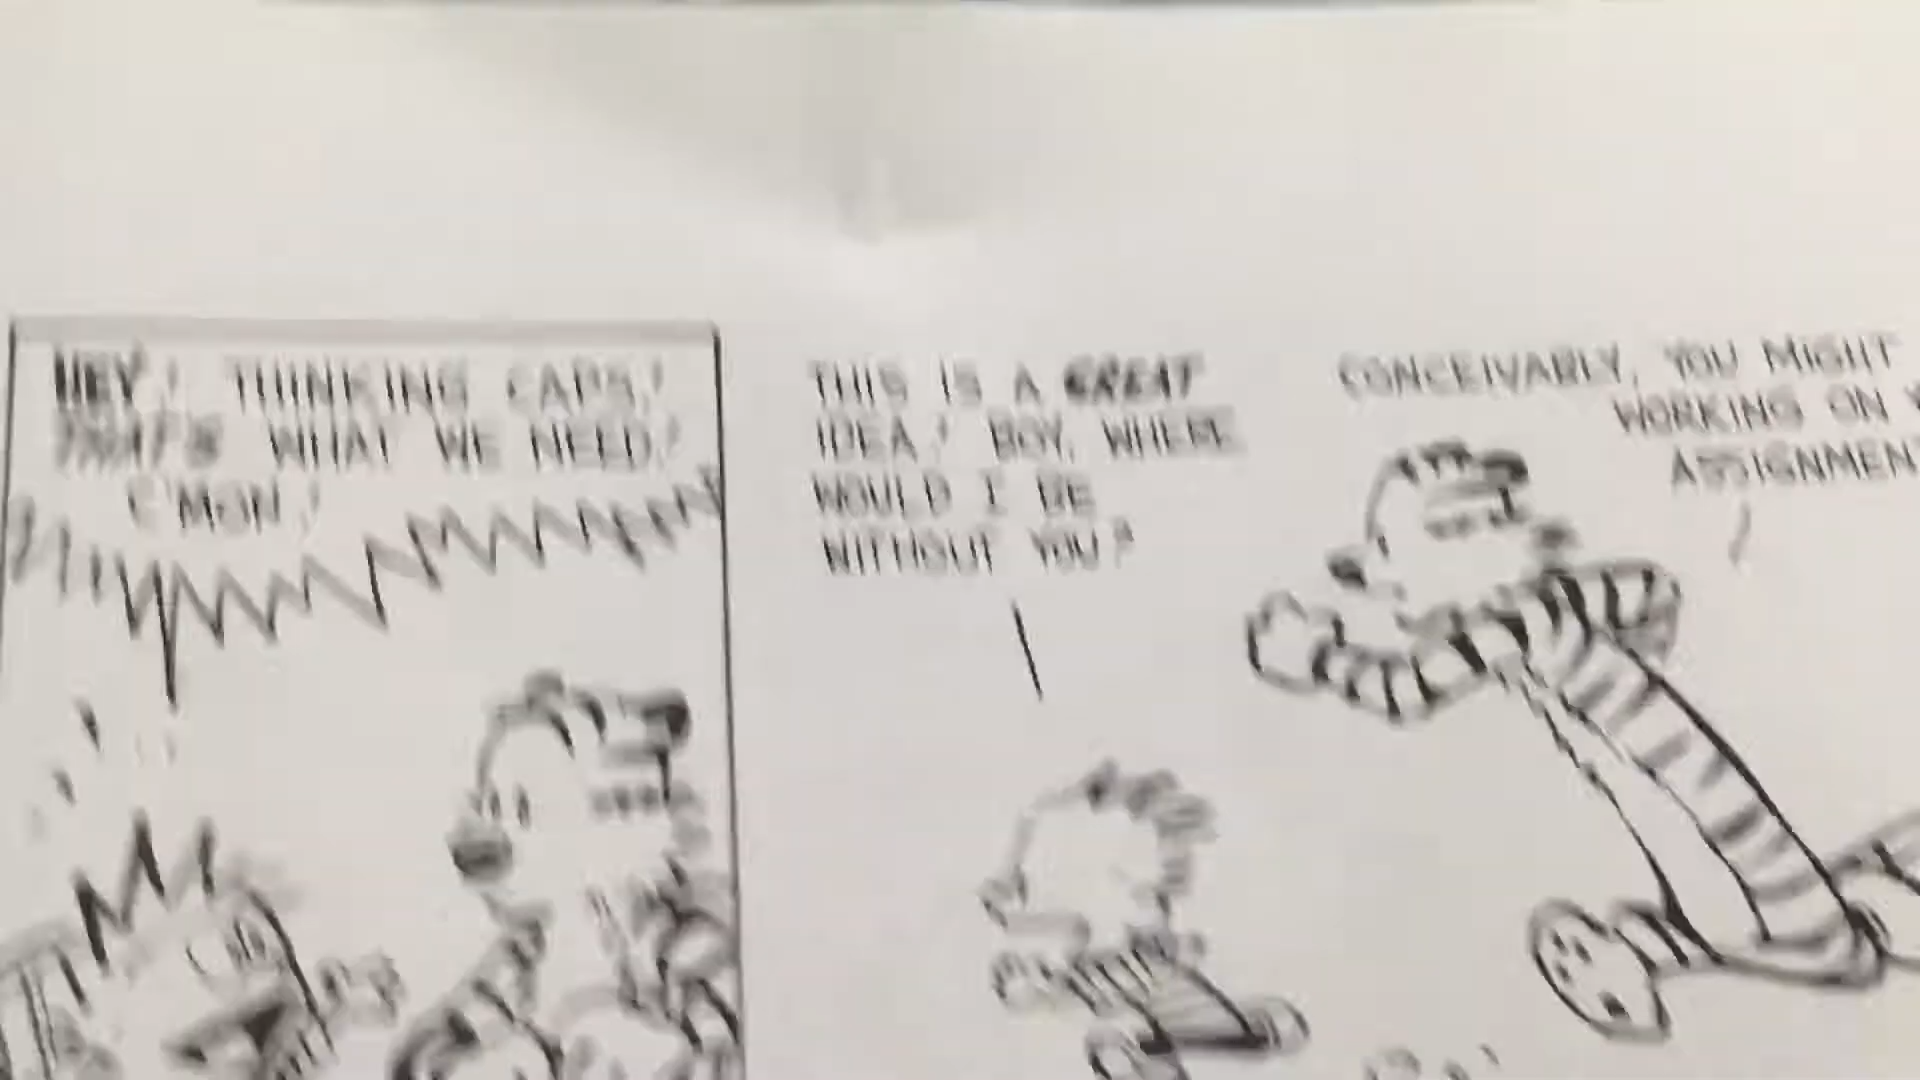 HEY! THINKING CAPS!
THAT'S WHAT WE NEED!
C'MON!
THIS IS A GREAT
IDEA! BOY, WHERE
WOULD I BE
WITHOUT YOU?
CONCEIVABLY, YOU MIGHT
WORKING ON
ASSIGNMEN